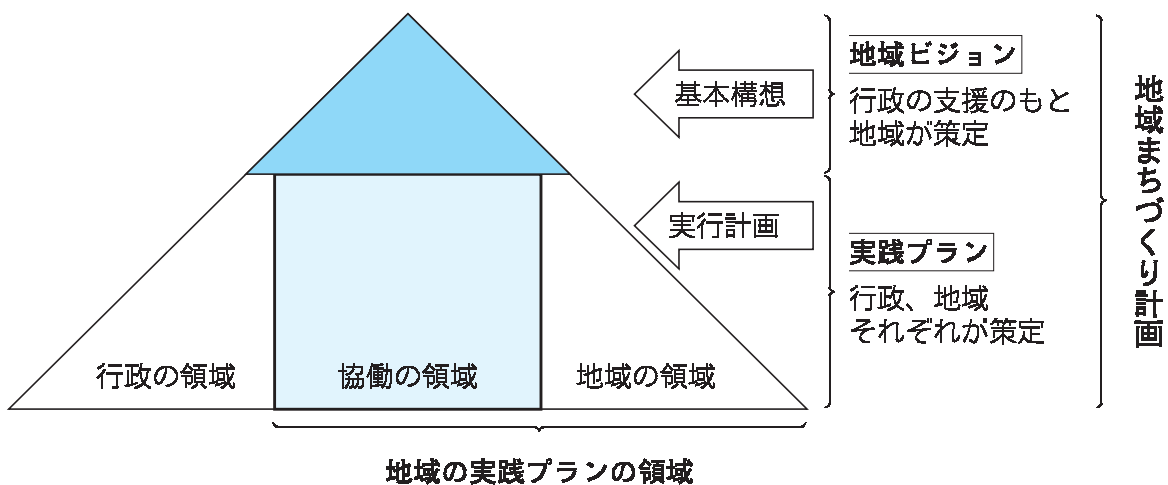 基本構想
地域ビジョン
行政の支援のもと
地域が策定
実行計画
実践プラン
行政、地域
それぞれが策定
地域まちづくり計画
行政の領域
協働の領域
地域の領域
地域の実践プランの領域